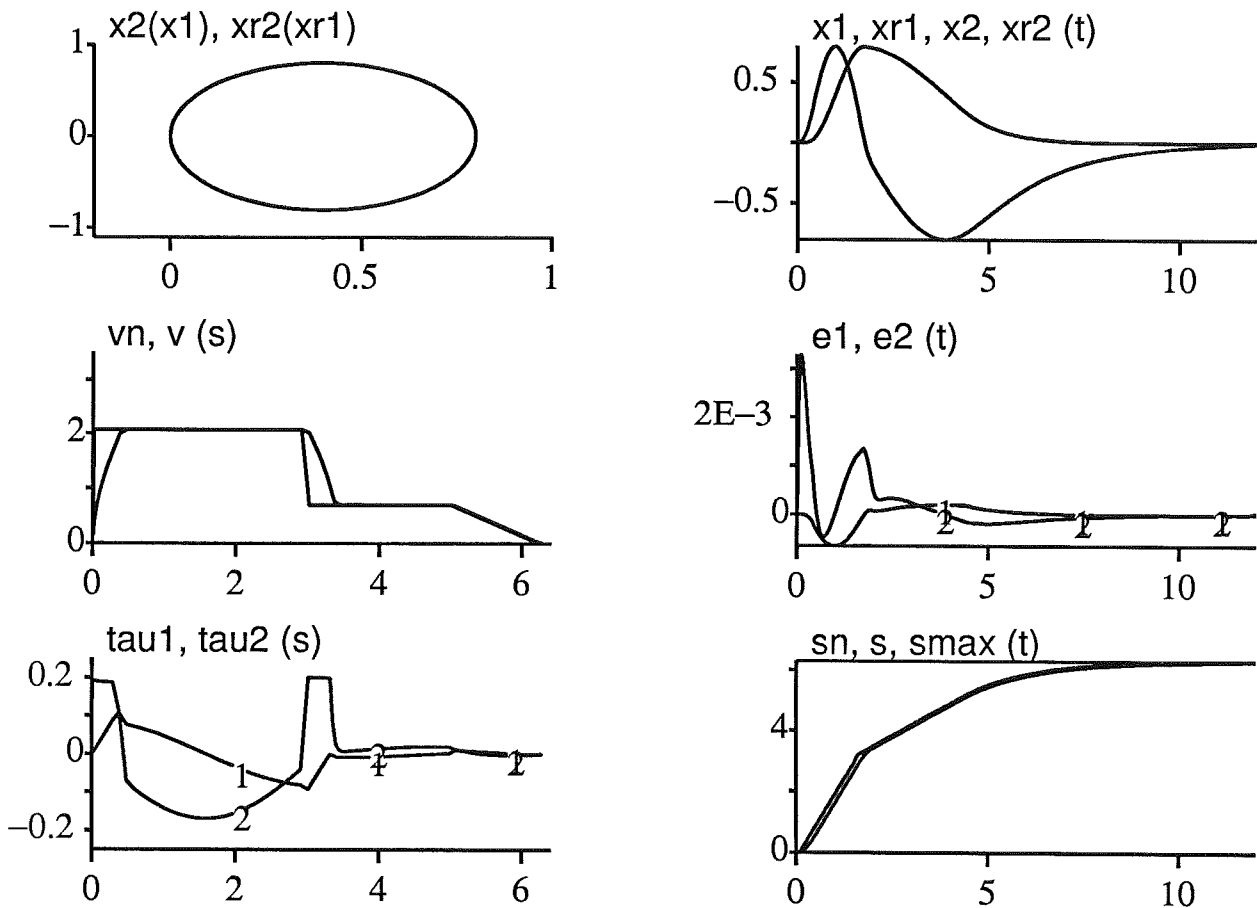 x2(x1), xr2(xr1)
1
0
−1
0 0.5 1
x1, xr1, x2, xr2 (t)
0.5
−0.5
0 5 10
vn, v (s)
2
0
0 2 4 6
e1, e2 (t)
2E−3
0
1 1 1
2 2 2
0 5 10
tau1, tau2 (s)
0.2
0
−0.2
1 1 1
2 2 2
0 2 4 6
sn, s, smax (t)
4
0
0 5 10